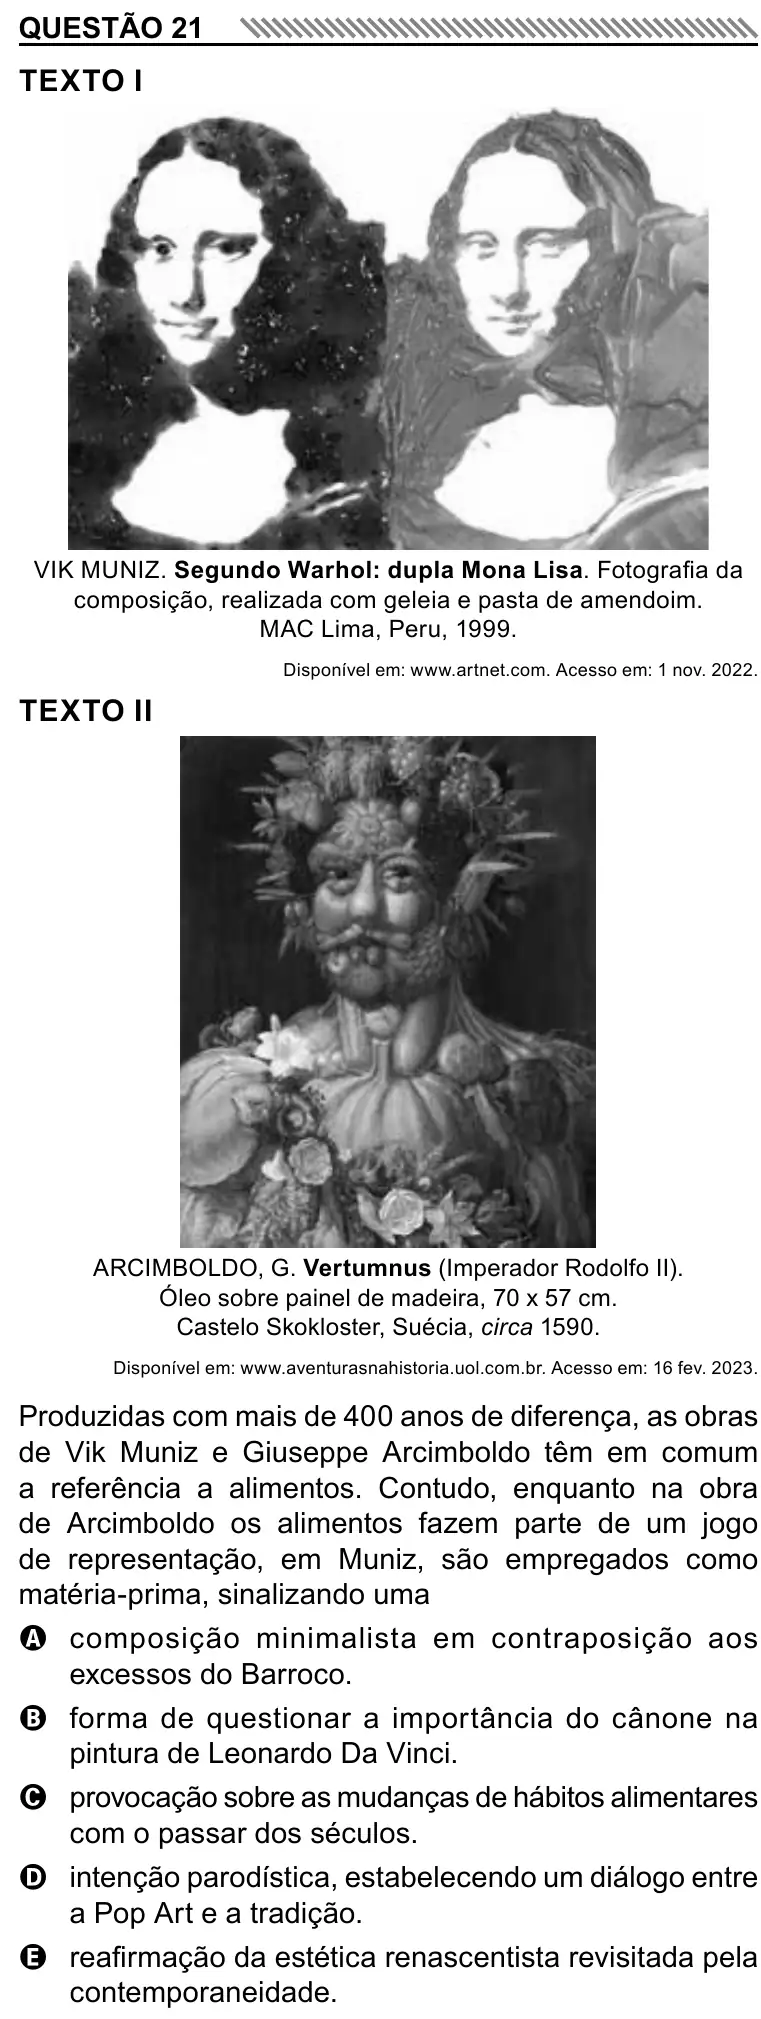 QUESTÃO 21
TEXTO I
VIK MUNIZ. Segundo Warhol: dupla Mona Lisa. Fotografia da
composição, realizada com geleia e pasta de amendoim.
MAC Lima, Peru, 1999.
Disponível em: www.artnet.com. Acesso em: 1 nov. 2022.
TEXTO II
ARCIMBOLDO, G. Vertumnus (Imperador Rodolfo II).
Óleo sobre painel de madeira, 70 x 57 cm.
Castelo Skokloster, Suécia, circa 1590.
Disponível em: www.aventurasnahistoria.uol.com.br. Acesso em: 16 fev. 2023.
Produzidas com mais de 400 anos de diferença, as obras
de Vik Muniz e Giuseppe Arcimboldo têm em comum
a referência a alimentos. Contudo, enquanto na obra
de Arcimboldo os alimentos fazem parte de um jogo
de representação, em Muniz, são empregados como
matéria-prima, sinalizando uma
A composição minimalista em contraposição aos
excessos do Barroco.
B forma de questionar a importância do cânone na
pintura de Leonardo Da Vinci.
C provocação sobre as mudanças de hábitos alimentares
com o passar dos séculos.
D intenção parodística, estabelecendo um diálogo entre
a Pop Art e a tradição.
E reafirmação da estética renascentista revisitada pela
contemporaneidade.